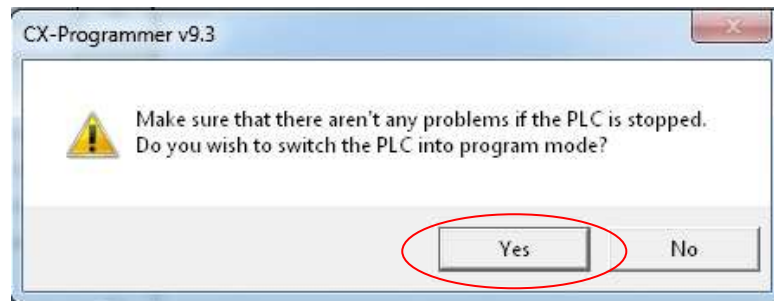 CX-Programmer v9.3
Make sure that there aren't any problems if the PLC is stopped.
Do you wish to switch the PLC into program mode?
Yes
No